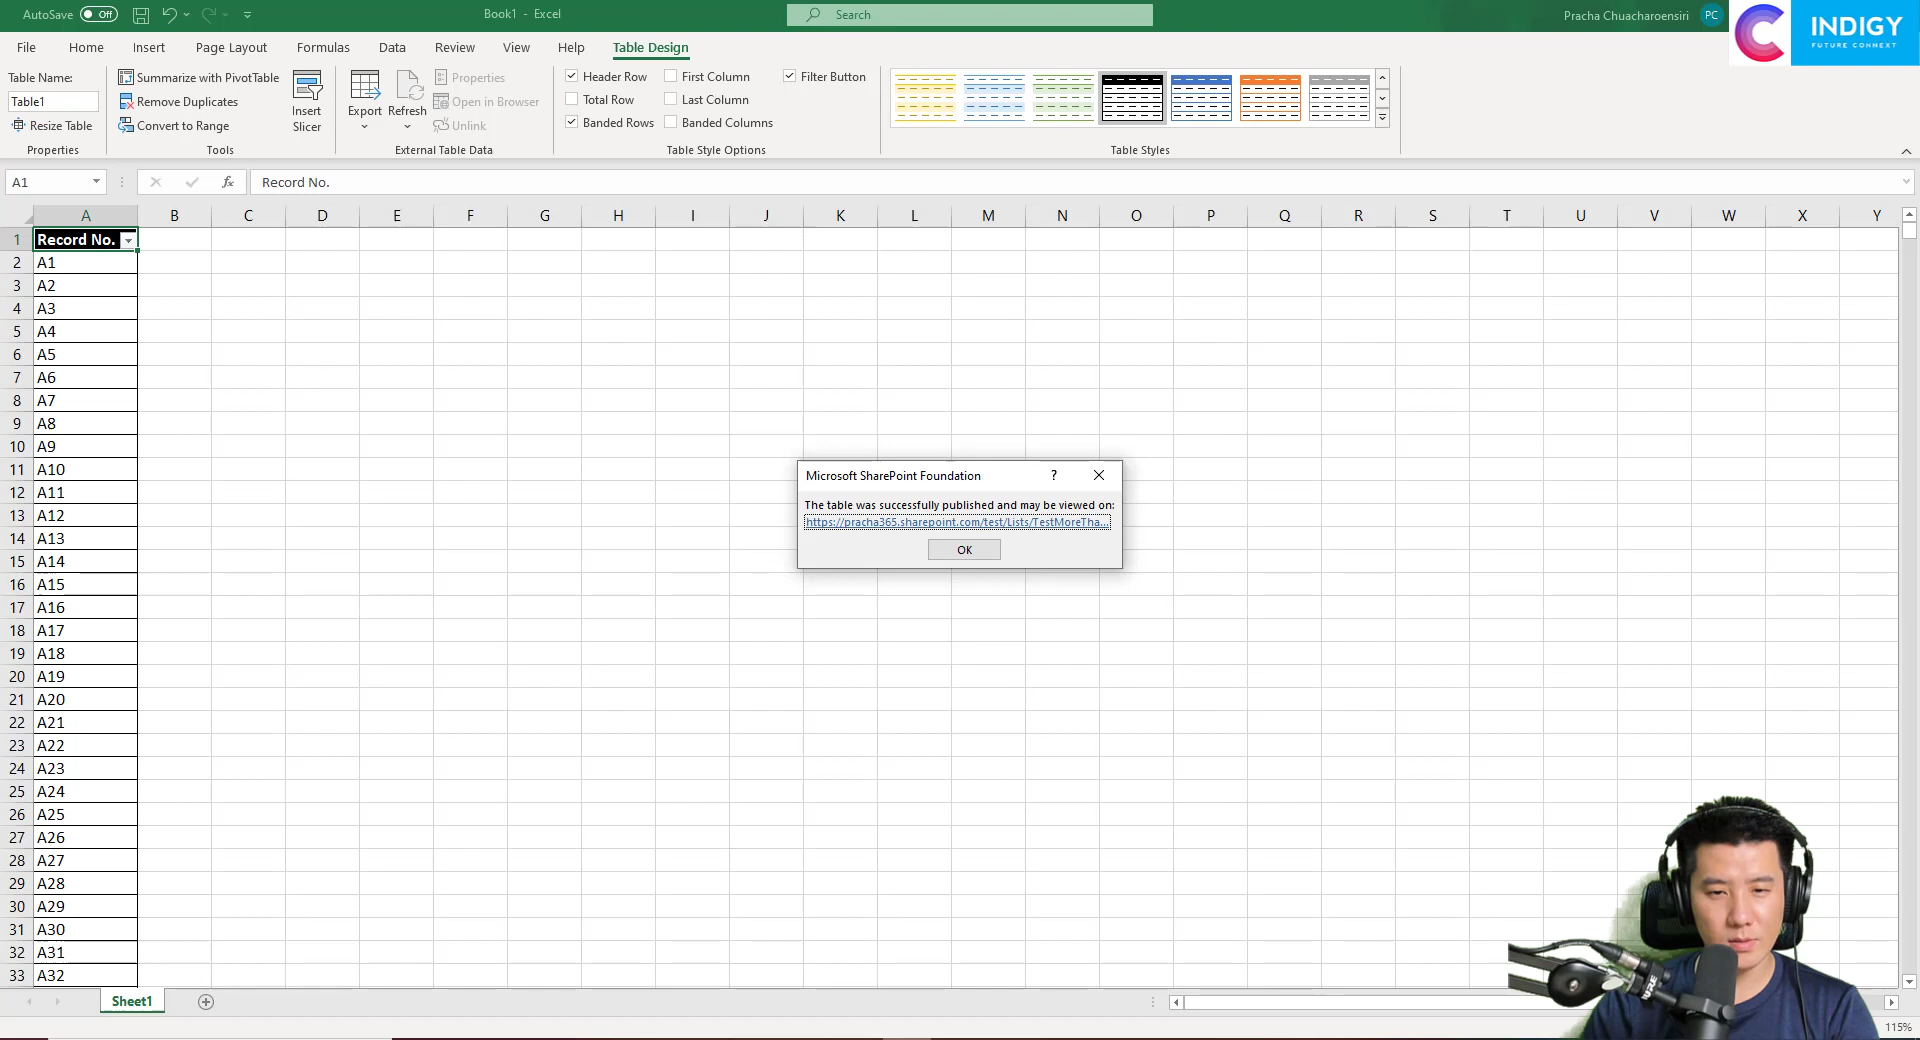 AutoSave Off
Book1 - Excel
Search
Pracha Chuacharoensiri PC
INDIGY
FUTURE CONNEXT
File Home Insert Page Layout Formulas Data Review View Help Table Design
Table Name:
Table1
Resize Table
Properties
Summarize with PivotTable
Remove Duplicates
Convert to Range
Tools
Insert
Slicer
Export
Refresh
Properties
Open in Browser
Unlink
External Table Data
Header Row
Total Row
Banded Rows
First Column
Last Column
Banded Columns
Filter Button
Table Style Options
Table Styles
A1
fx
Record No.
A B C D E F G H I J K L M N O P Q R S T U V W X Y
1 Record No.
2 A1
3 A2
4 A3
5 A4
6 A5
7 A6
8 A7
9 A8
10 A9
11 A10
12 A11
13 A12
14 A13
15 A14
16 A15
17 A16
18 A17
19 A18
20 A19
21 A20
22 A21
23 A22
24 A23
25 A24
26 A25
27 A26
28 A27
29 A28
30 A29
31 A30
32 A31
33 A32
Microsoft SharePoint Foundation ?
The table was successfully published and may be viewed on:
https://pracha365.sharepoint.com/test/Lists/TestMoreTha...
OK
Sheet1
115%